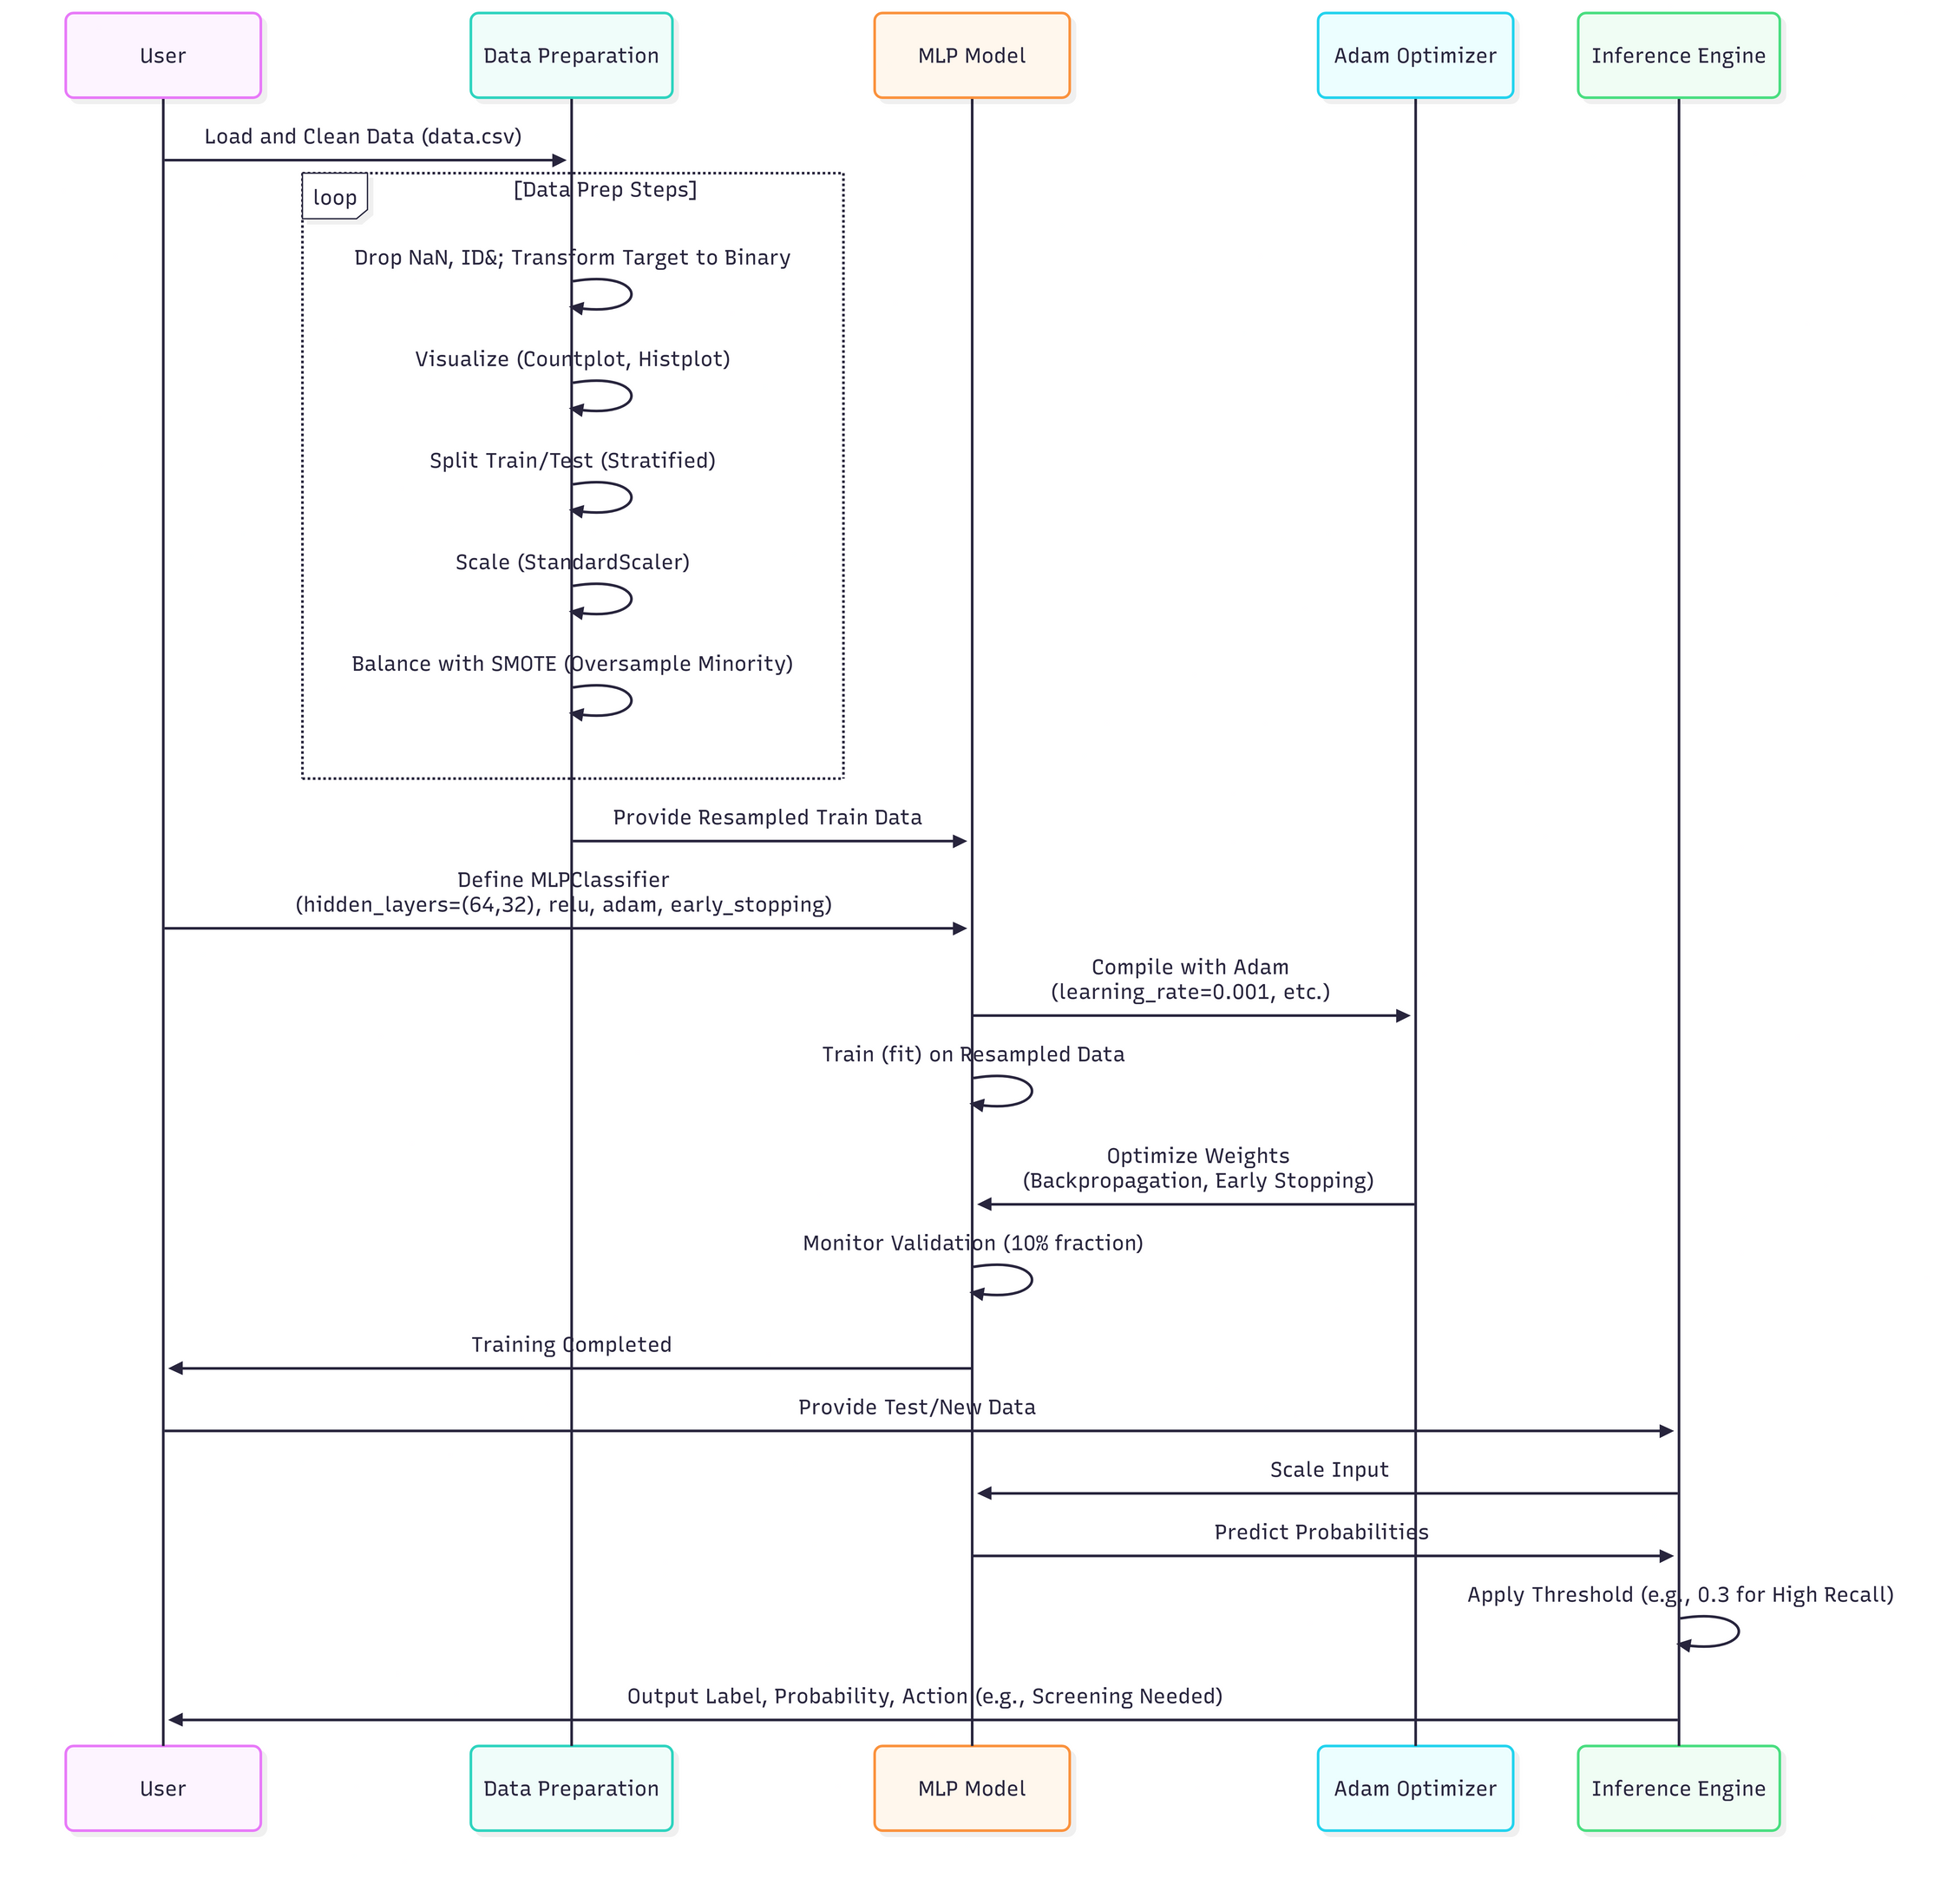 User
Data Preparation
MLP Model
Adam Optimizer
Inference Engine
Load and Clean Data (data.csv)
loop
[Data Prep Steps]
Drop NaN, ID&; Transform Target to Binary
Visualize (Countplot, Histplot)
Split Train/Test (Stratified)
Scale (StandardScaler)
Balance with SMOTE (Oversample Minority)
Provide Resampled Train Data
Define MLPClassifier
(hidden_layers=(64,32), relu, adam, early_stopping)
Compile with Adam
(learning_rate=0.001, etc.)
Train (fit) on Resampled Data
Optimize Weights
(Backpropagation, Early Stopping)
Monitor Validation (10% fraction)
Training Completed
Provide Test/New Data
Scale Input
Predict Probabilities
Apply Threshold (e.g., 0.3 for High Recall)
Output Label, Probability, Action (e.g., Screening Needed)
User
Data Preparation
MLP Model
Adam Optimizer
Inference Engine